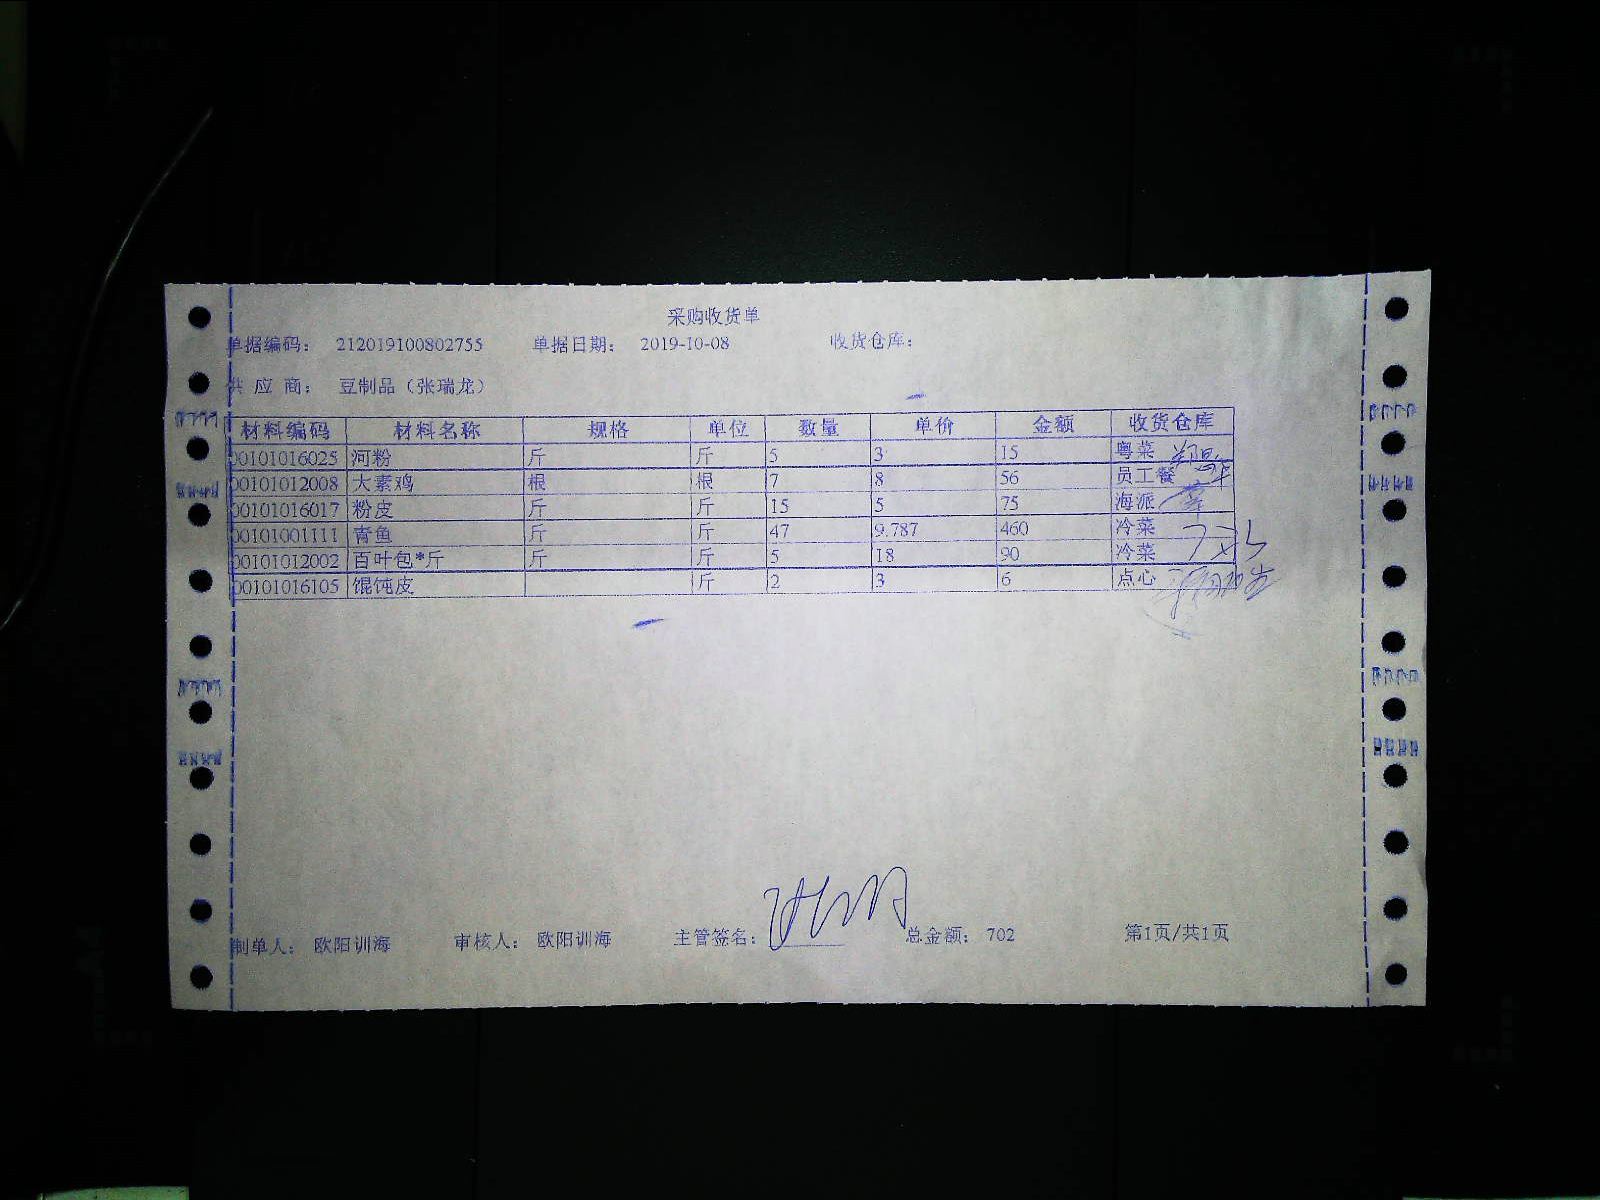 采购收货单
单据编码: 212019100802755 单据日期: 2019-10-08 收货仓库:
供 应 商: 豆制品（张瑞龙）
材料编码 材料名称 规格 单位 数量 单价 金额 收货仓库
00101016025 河粉 斤 斤 5 3 15 粤菜
00101012008 大素鸡 根 根 7 8 56 员工餐
00101016017 粉皮 斤 斤 15 5 75 海派
00101001111 青鱼 斤 斤 47 9.787 460 冷菜
00101012002 百叶包*斤 斤 斤 5 18 90 冷菜
00101016105 馄饨皮 斤 2 3 6 点心
制单人: 欧阳训海 审核人: 欧阳训海 主管签名: 总金额: 702 第1页/共1页